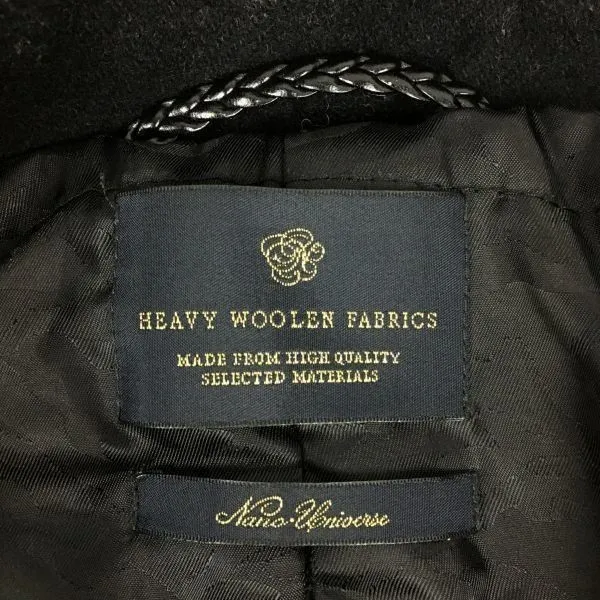 HEAVY WOOLEN FABRICS
MADE FROM HIGH QUALITY
SELECTED MATERIALS
Nano·Universe